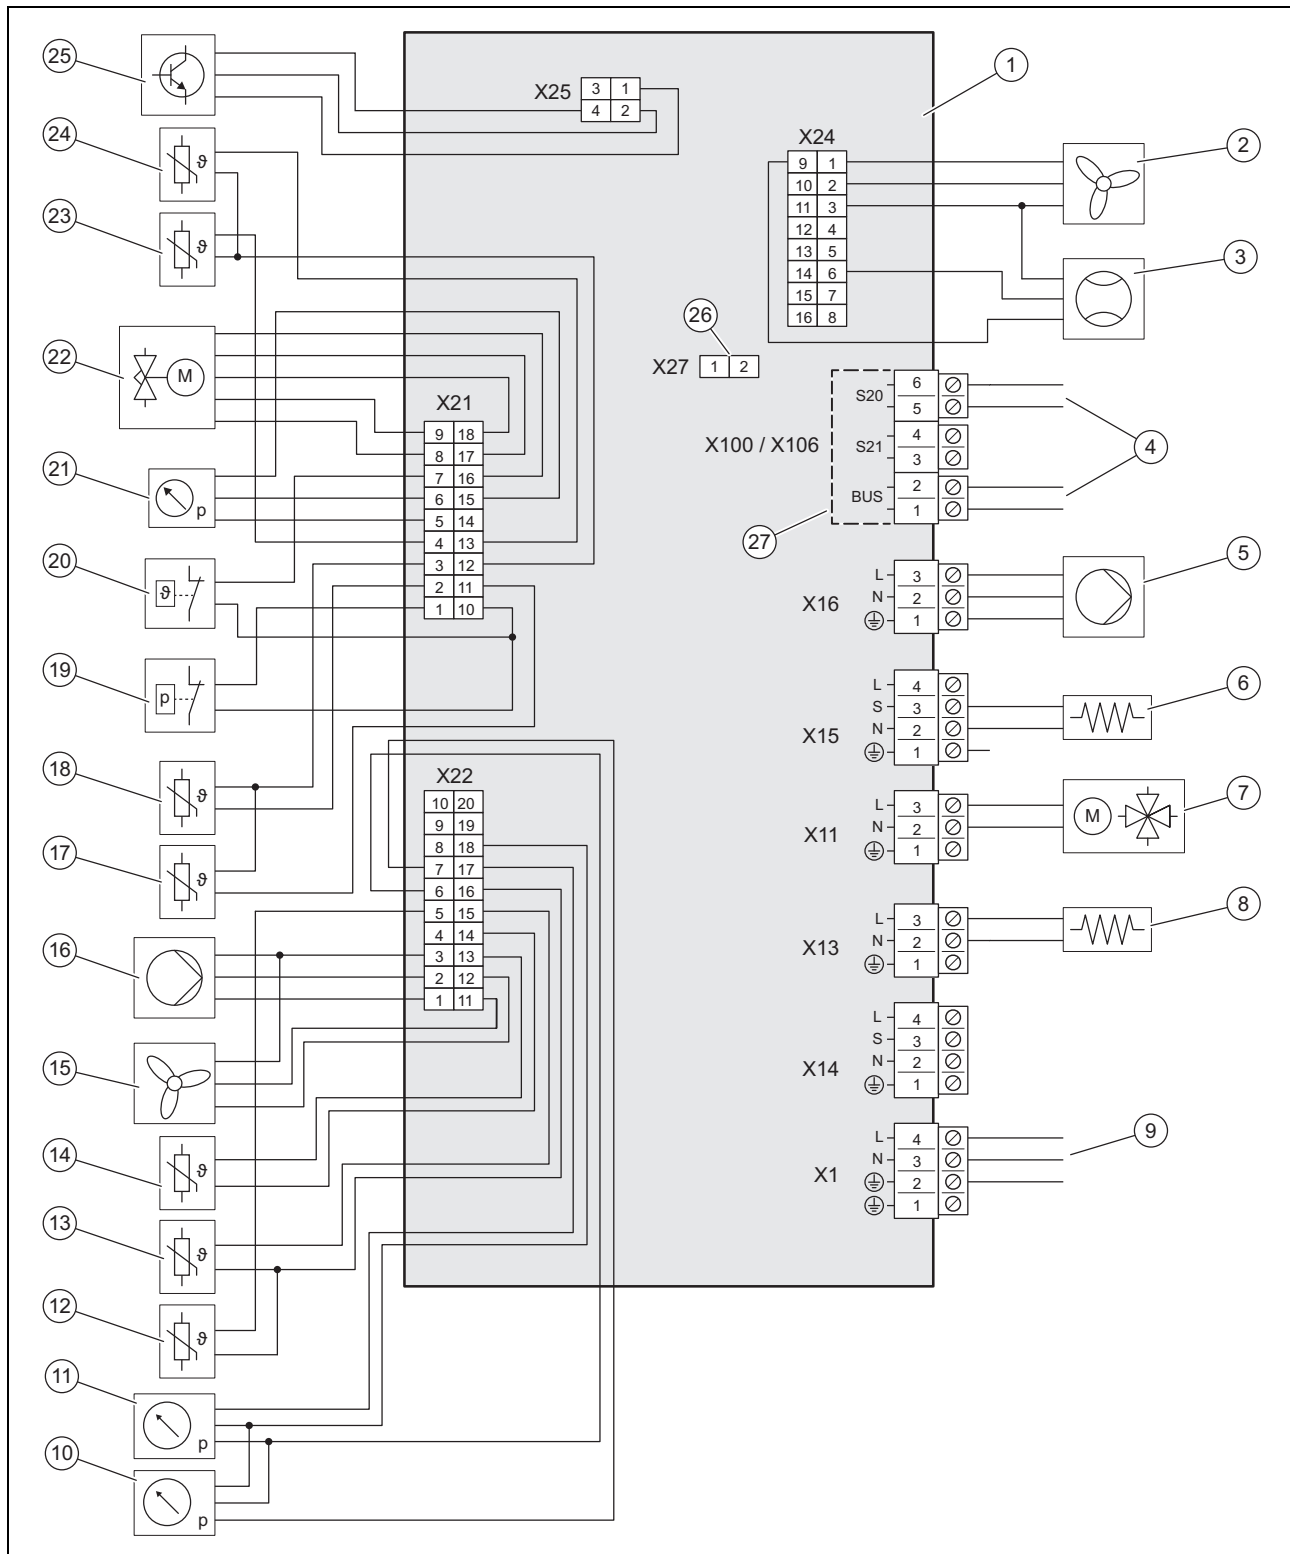 25
24
23
22
21
20
19
18
17
16
15
14
13
12
11
10
ϑ
ϑ
M
p
ϑ
p
ϑ
ϑ
ϑ
ϑ
ϑ
p
p
X25
3 1
4 2
X21
9 18
8 17
7 16
6 15
5 14
4 13
3 12
2 11
1 10
X22
10 20
9 19
8 18
7 17
6 16
5 15
4 14
3 13
2 12
1 11
1
X24
9 1
10 2
11 3
12 4
13 5
14 6
15 7
16 8
2
3
26
X27 1 2
X100 / X106
S20
6
5
S21
4
3
BUS
2
1
27
4
X16
L 3
N 2
1
5
X15
L 4
S 3
N 2
1
6
X11
L 3
N 2
1
M
7
X13
L 3
N 2
1
8
X14
L 4
S 3
N 2
1
X1
L 4
N 3
2
1
9